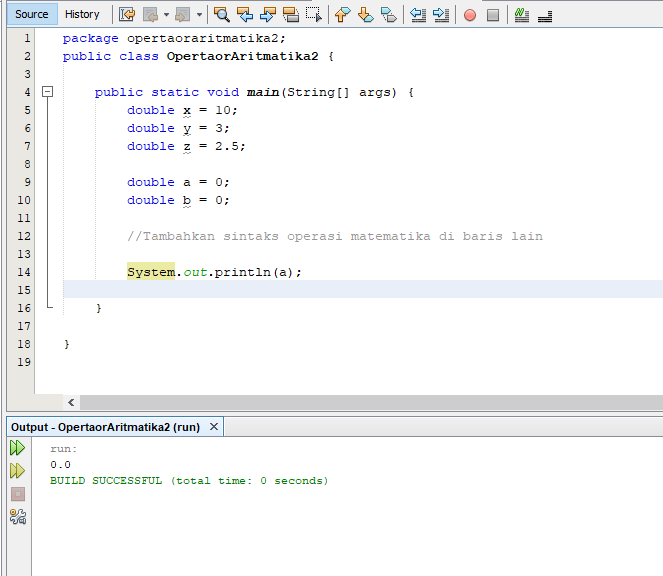 Source History
1 package opertaoraritmatika2;
2 public class OpertaorAritmatika2 {
3
4 public static void main(String[] args) {
5 double x = 10;
6 double y = 3;
7 double z = 2.5;
8
9 double a = 0;
10 double b = 0;
11
12 //Tambahkan sintaks operasi matematika di baris lain
13
14 System.out.println(a);
15
16 }
17
18 }
19
Output - OpertaorAritmatika2 (run) ×
run:
0.0
BUILD SUCCESSFUL (total time: 0 seconds)